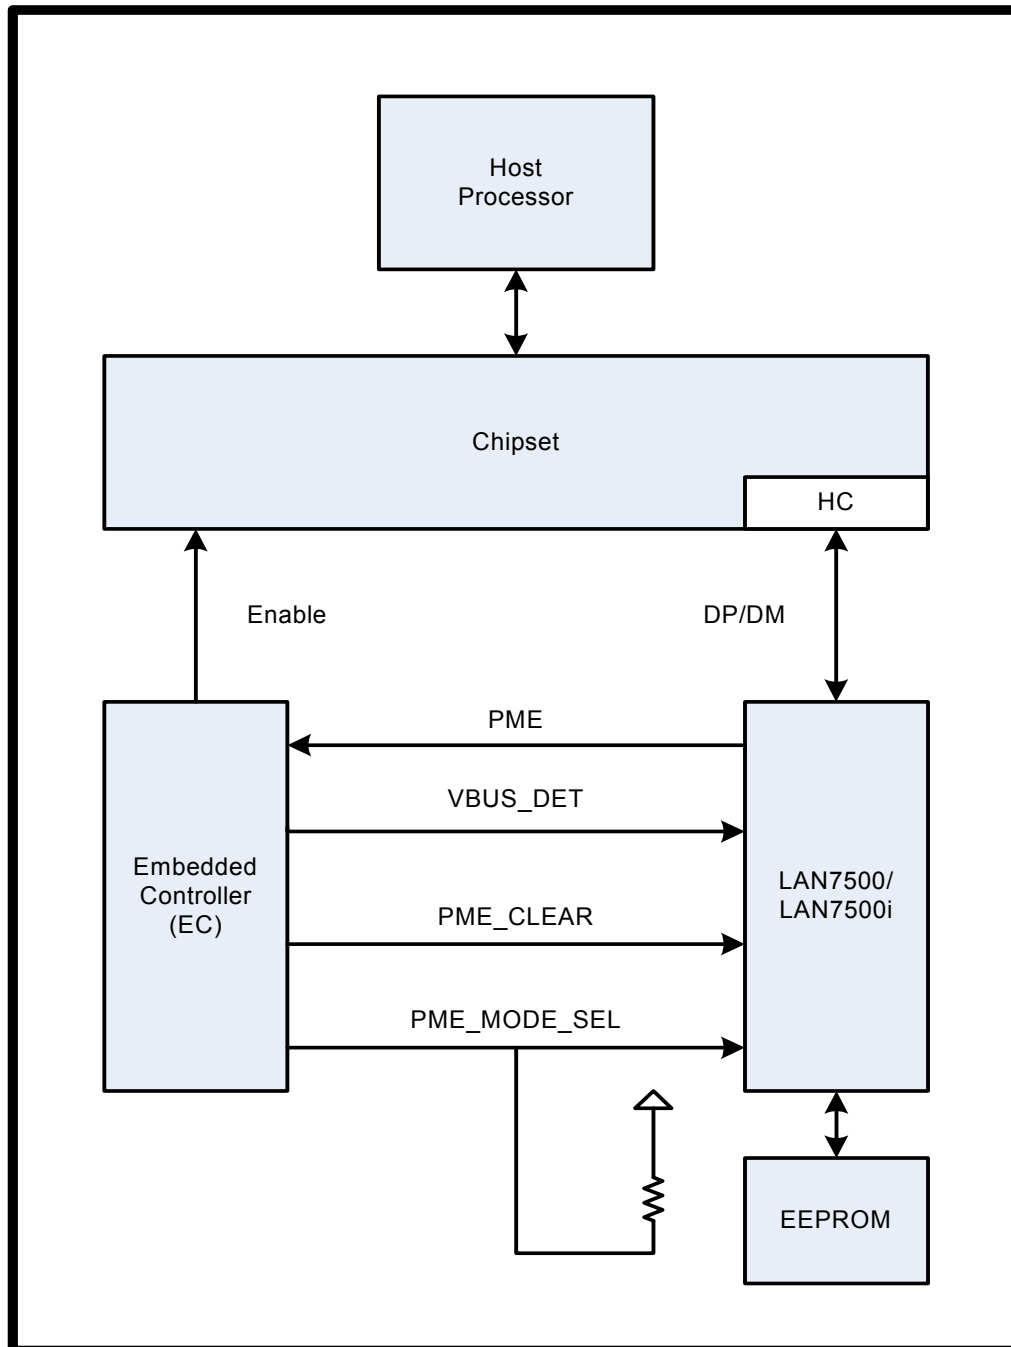 Host
Processor
Chipset
HC
Enable
DP/DM
PME
VBUS_DET
Embedded
Controller
(EC)
LAN7500/
LAN7500i
PME_CLEAR
PME_MODE_SEL
EEPROM